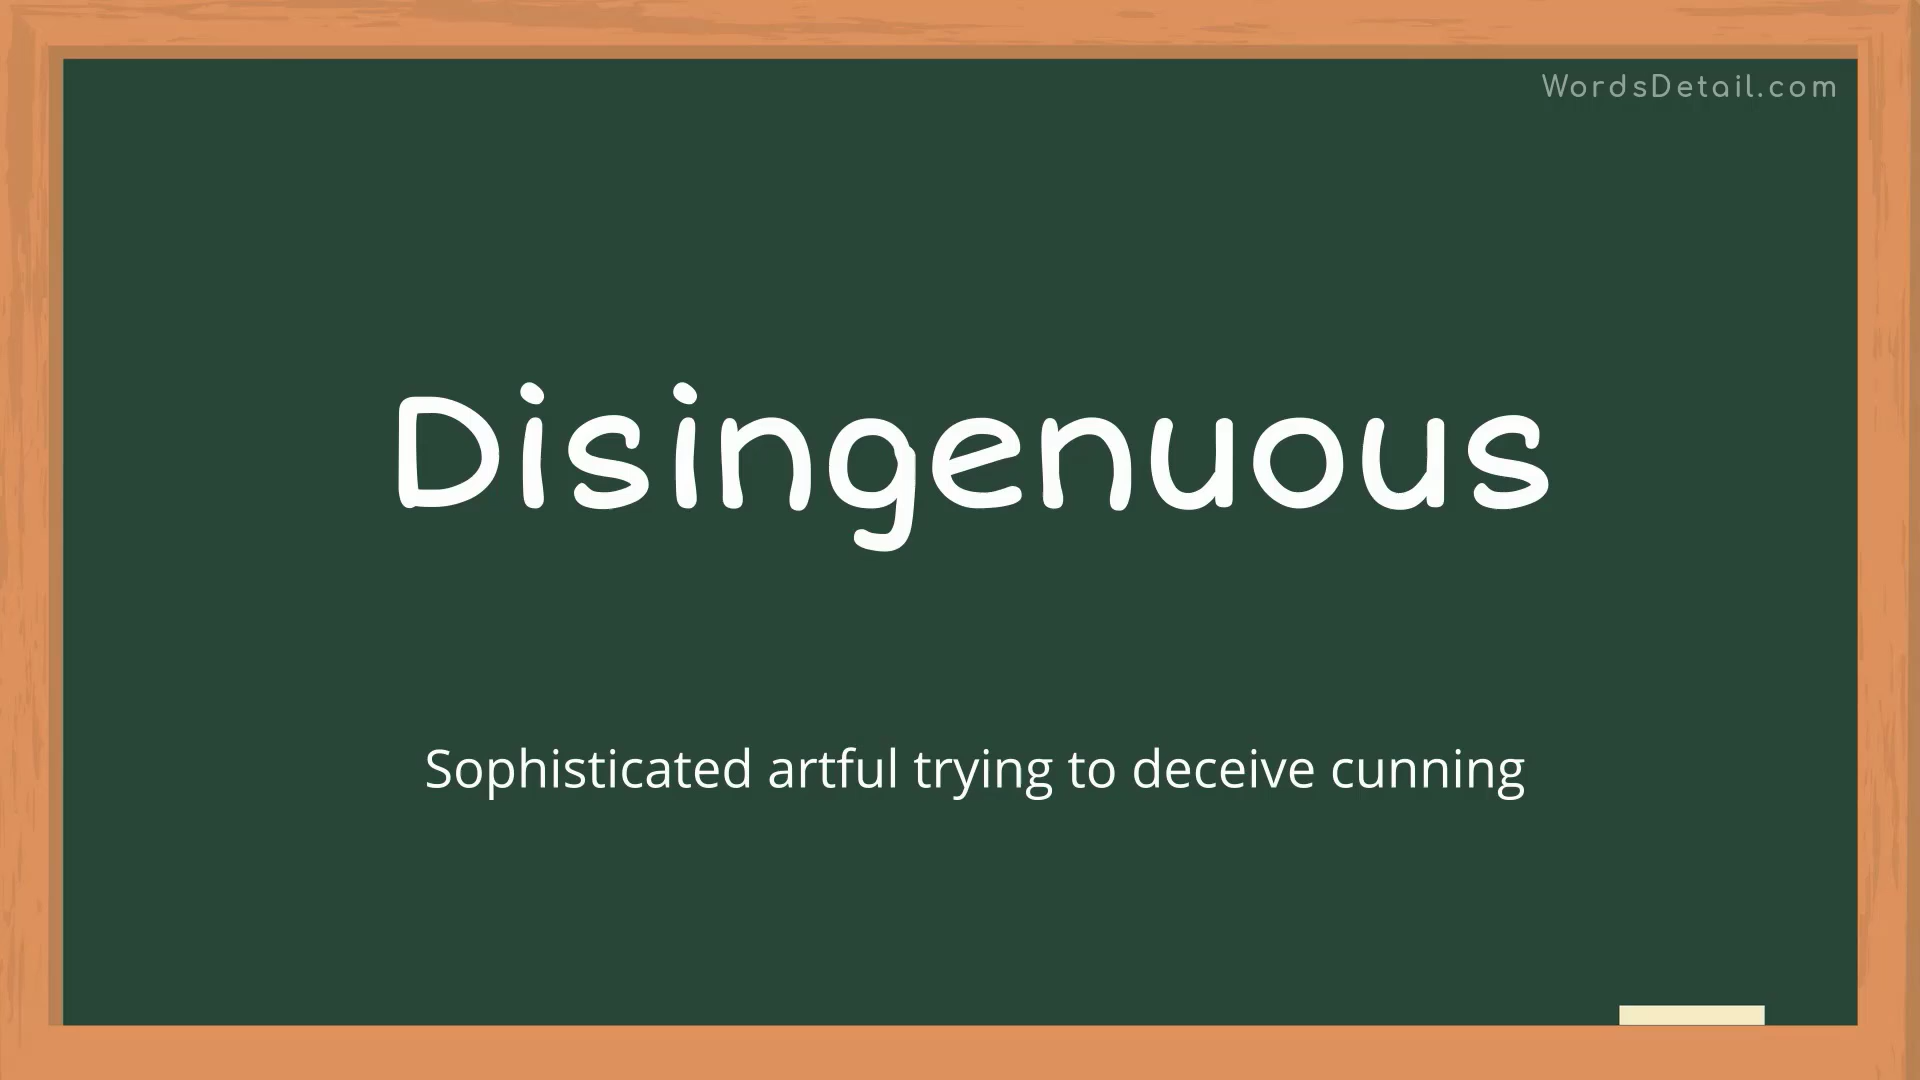 WordsDetail.com
Disingenuous
Sophisticated artful trying to deceive cunning